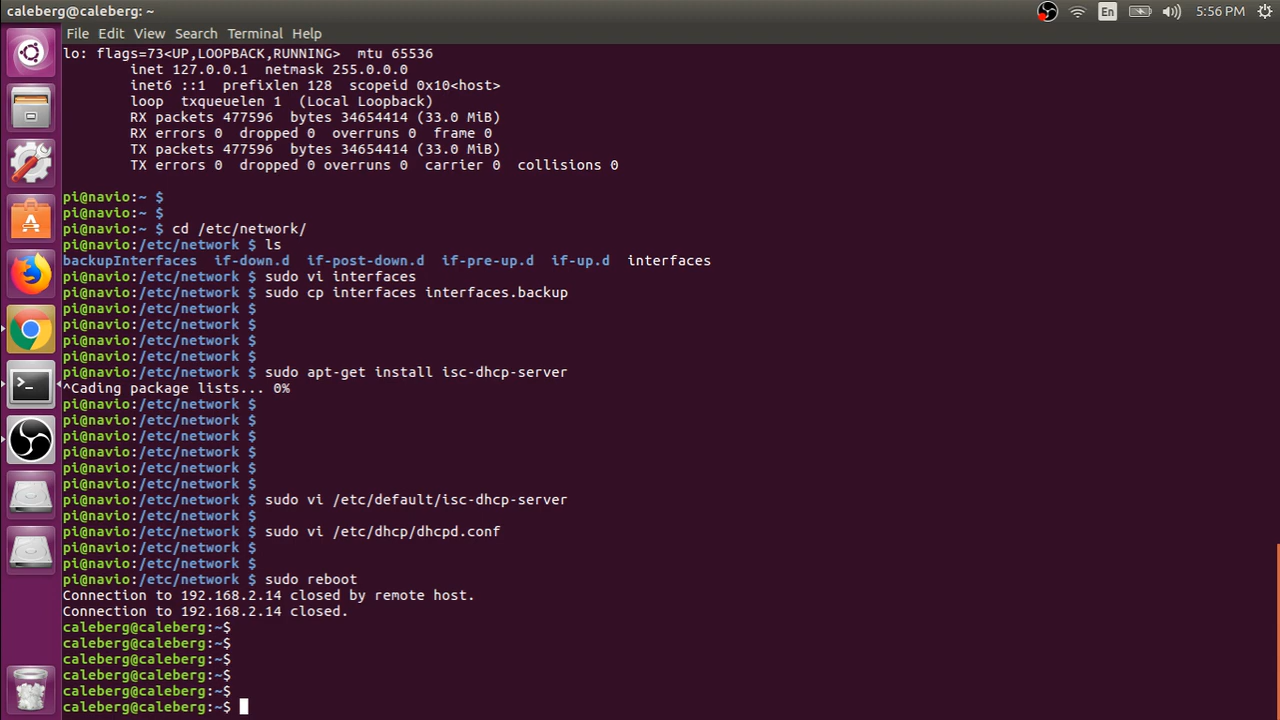 caleberg@caleberg: ~
En
5:56 PM
File Edit View Search Terminal Help
lo: flags=73<UP,LOOPBACK,RUNNING>  mtu 65536
        inet 127.0.0.1  netmask 255.0.0.0
        inet6 ::1  prefixlen 128  scopeid 0x10<host>
        loop  txqueuelen 1  (Local Loopback)
        RX packets 477596  bytes 34654414 (33.0 MiB)
        RX errors 0  dropped 0  overruns 0  frame 0
        TX packets 477596  bytes 34654414 (33.0 MiB)
        TX errors 0  dropped 0 overruns 0  carrier 0  collisions 0
pi@navio:~ $
pi@navio:~ $
pi@navio:~ $ cd /etc/network/
pi@navio:/etc/network $ ls
backupInterfaces  if-down.d  if-post-down.d  if-pre-up.d  if-up.d  interfaces
pi@navio:/etc/network $ sudo vi interfaces
pi@navio:/etc/network $ sudo cp interfaces interfaces.backup
pi@navio:/etc/network $
pi@navio:/etc/network $
pi@navio:/etc/network $
pi@navio:/etc/network $
pi@navio:/etc/network $ sudo apt-get install isc-dhcp-server
^Cading package lists... 0%
pi@navio:/etc/network $
pi@navio:/etc/network $
pi@navio:/etc/network $
pi@navio:/etc/network $
pi@navio:/etc/network $
pi@navio:/etc/network $
pi@navio:/etc/network $ sudo vi /etc/default/isc-dhcp-server
pi@navio:/etc/network $
pi@navio:/etc/network $ sudo vi /etc/dhcp/dhcpd.conf
pi@navio:/etc/network $
pi@navio:/etc/network $
pi@navio:/etc/network $ sudo reboot
Connection to 192.168.2.14 closed by remote host.
Connection to 192.168.2.14 closed.
caleberg@caleberg:~$
caleberg@caleberg:~$
caleberg@caleberg:~$
caleberg@caleberg:~$
caleberg@caleberg:~$
caleberg@caleberg:~$